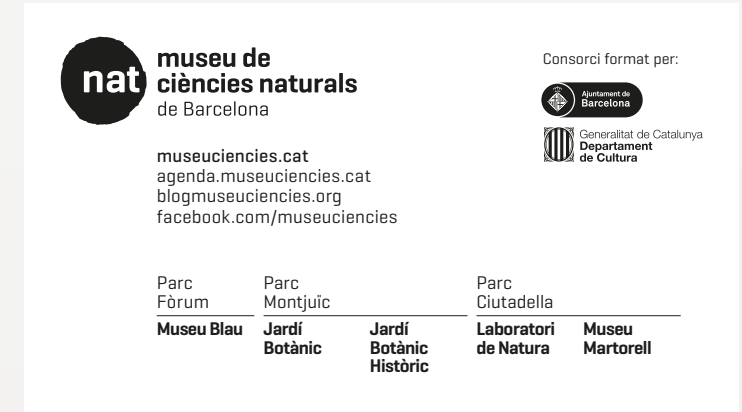 nat
museu de
ciències naturals
de Barcelona
museuciencies.cat
agenda.museuciencies.cat
blogmuseuciencies.org
facebook.com/museuciencies
Consorci format per:
Ajuntament de
Barcelona
Generalitat de Catalunya
Departament
de Cultura
Parc
Fòrum
Museu Blau
Parc
Montjuïc
Jardí
Botànic
Jardí
Botànic
Històric
Parc
Ciutadella
Laboratori
de Natura
Museu
Martorell